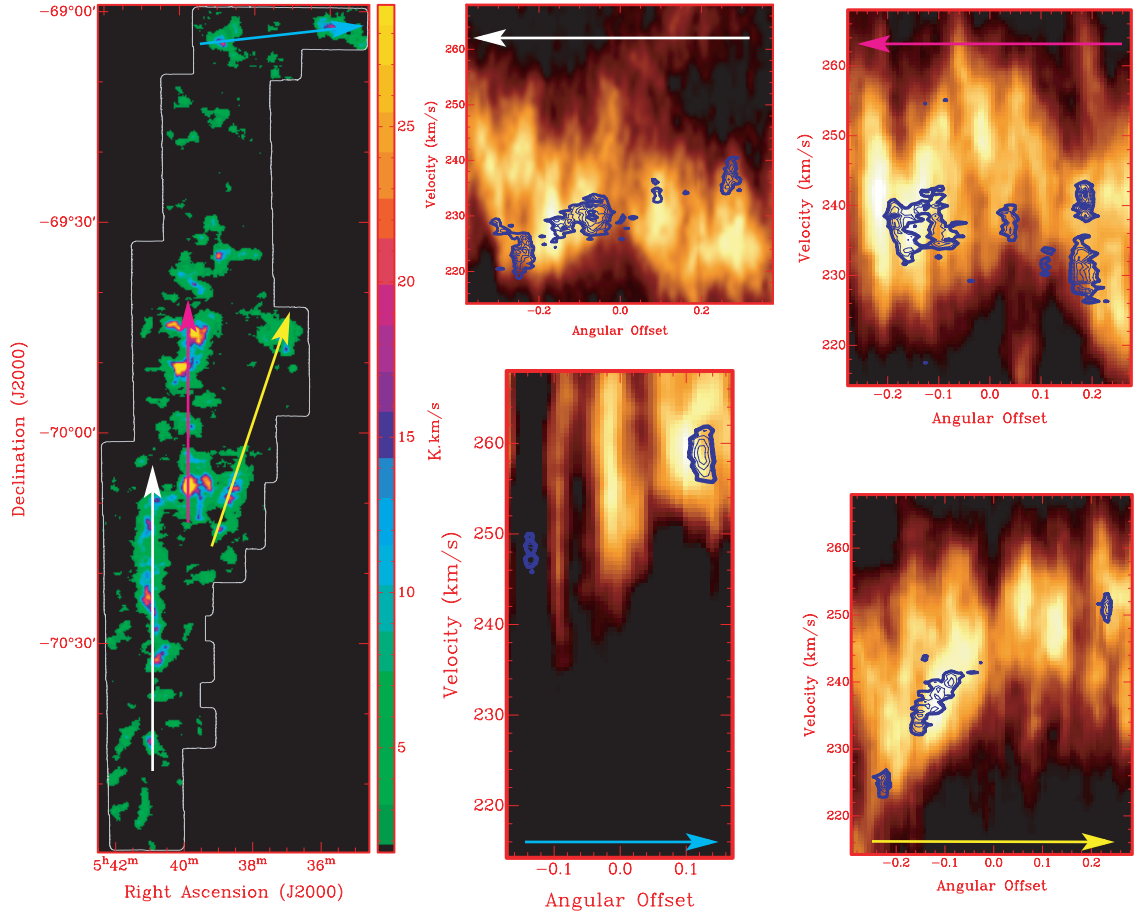 −69°00′
−69°30′
−70°00′
−70°30′
Declination (J2000)
5ʰ42ᵐ 40ᵐ 38ᵐ 36ᵐ
Right Ascension (J2000)
25
20
15
10
5
K.km/s
260
250
240
230
220
Velocity (km/s)
−0.2 0.0 0.2
Angular Offset
260
250
240
230
220
Velocity (km/s)
−0.2 −0.1 0.0 0.1 0.2
Angular Offset
260
250
240
230
220
Velocity (km/s)
−0.1 0.0 0.1
Angular Offset
260
250
240
230
220
Velocity (km/s)
−0.2 −0.1 0.0 0.1 0.2
Angular Offset